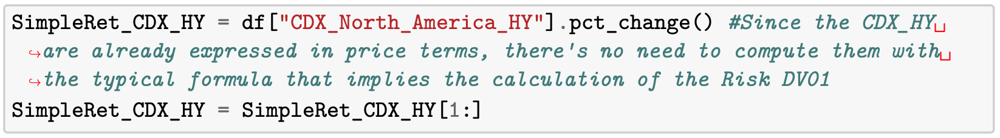 SimpleRet_CDX_HY = df["CDX_North_America_HY"].pct_change() #Since the CDX_HY␣
↪are already expressed in price terms, there's no need to compute them with␣
↪the typical formula that implies the calculation of the Risk DV01
SimpleRet_CDX_HY = SimpleRet_CDX_HY[1:]